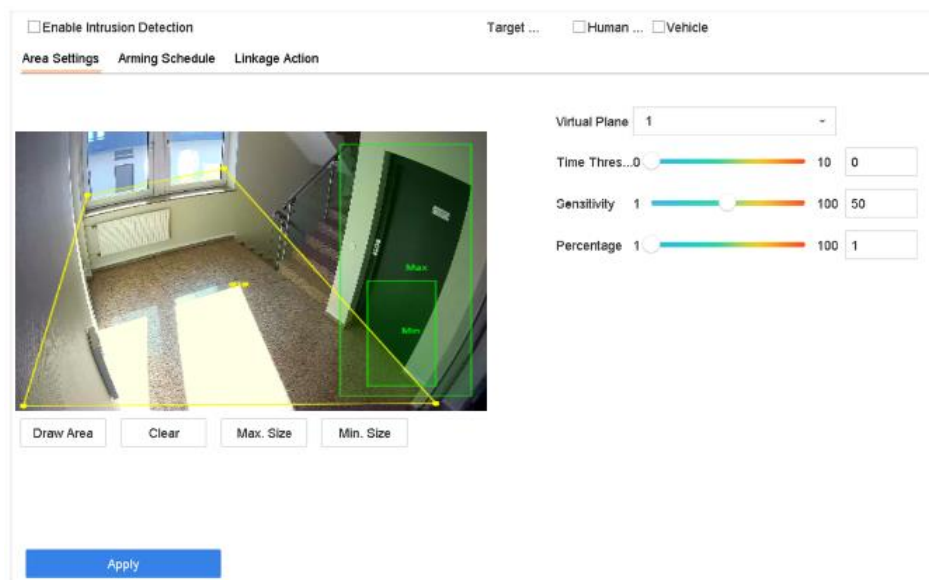 Enable Intrusion Detection Target ... Human ... Vehicle
Area Settings Arming Schedule Linkage Action
Virtual Plane 1
Time Thres...0 10 0
Sensitivity 1 100 50
Percentage 1 100 1
Max
Min
Draw Area Clear Max. Size Min. Size
Apply